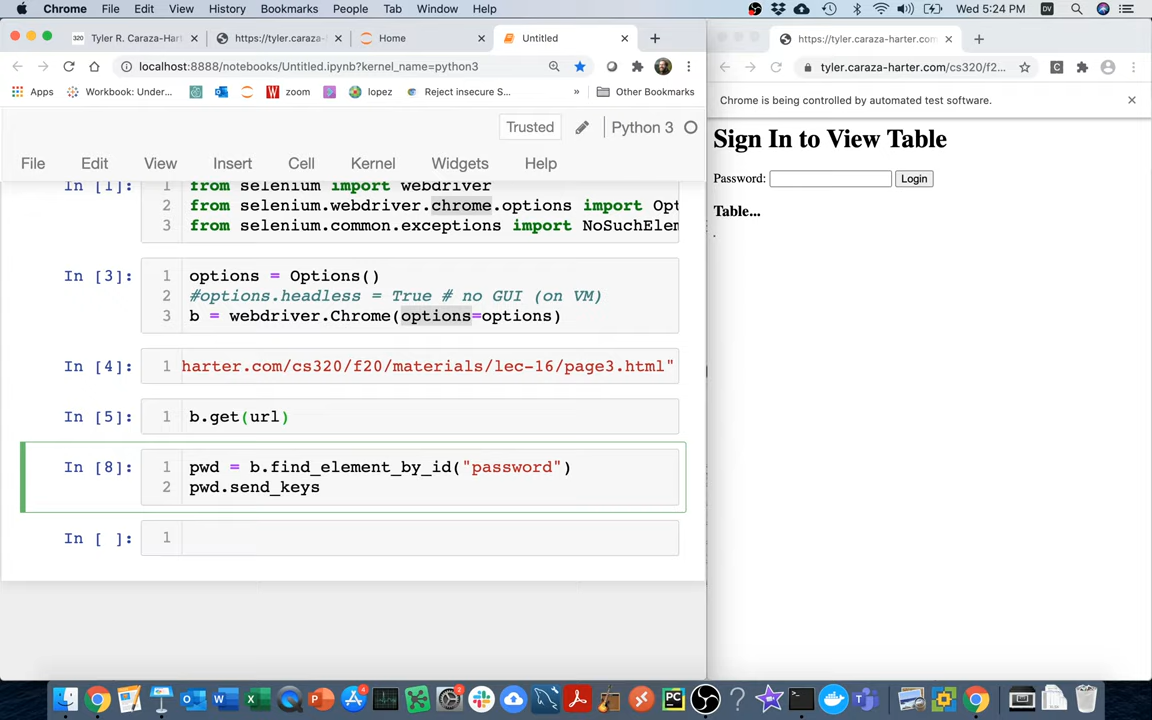 Chrome File Edit View History Bookmarks People Tab Window Help DV Wed 5:24 PM
320 Tyler R. Caraza-Hart × https://tyler.caraza- × Home × Untitled × +
localhost:8888/notebooks/Untitled.ipynb?kernel_name=python3
Apps Workbook: Under... W zoom lopez Reject insecure S... » Other Bookmarks
Trusted Python 3
File Edit View Insert Cell Kernel Widgets Help
In [1]: 1 from selenium import webdriver
2 from selenium.webdriver.chrome.options import Opt
3 from selenium.common.exceptions import NoSuchElem
In [3]: 1 options = Options()
2 #options.headless = True # no GUI (on VM)
3 b = webdriver.Chrome(options=options)
In [4]: 1 harter.com/cs320/f20/materials/lec-16/page3.html"
In [5]: 1 b.get(url)
In [8]: 1 pwd = b.find_element_by_id("password")
2 pwd.send_keys
In [ ]: 1
https://tyler.caraza-harter.com × +
tyler.caraza-harter.com/cs320/f2... C
Chrome is being controlled by automated test software. ×
Sign In to View Table
Password: Login
Table...
.